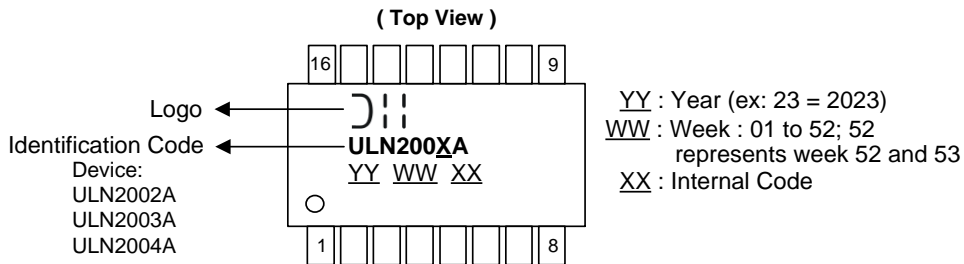 ( Top View )
16 9
Logo
Identification Code
Device:
ULN2002A
ULN2003A
ULN2004A
ULN200XA
YY WW XX
1 8
YY : Year (ex: 23 = 2023)
WW : Week : 01 to 52; 52
represents week 52 and 53
XX : Internal Code